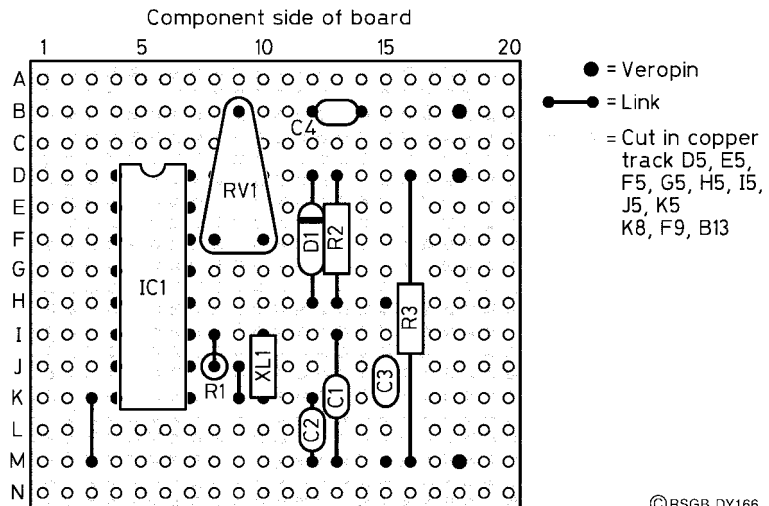 Component side of board
1 5 10 15 20
A
B
C
D
E
F
G
H
I
J
K
L
M
N
C4
RV1
D1
R2
IC1
R3
XL1
R1
C1
C3
C2
= Veropin
= Link
= Cut in copper
track D5, E5,
F5, G5, H5, I5,
J5, K5
K8, F9, B13
©RSGB DY166